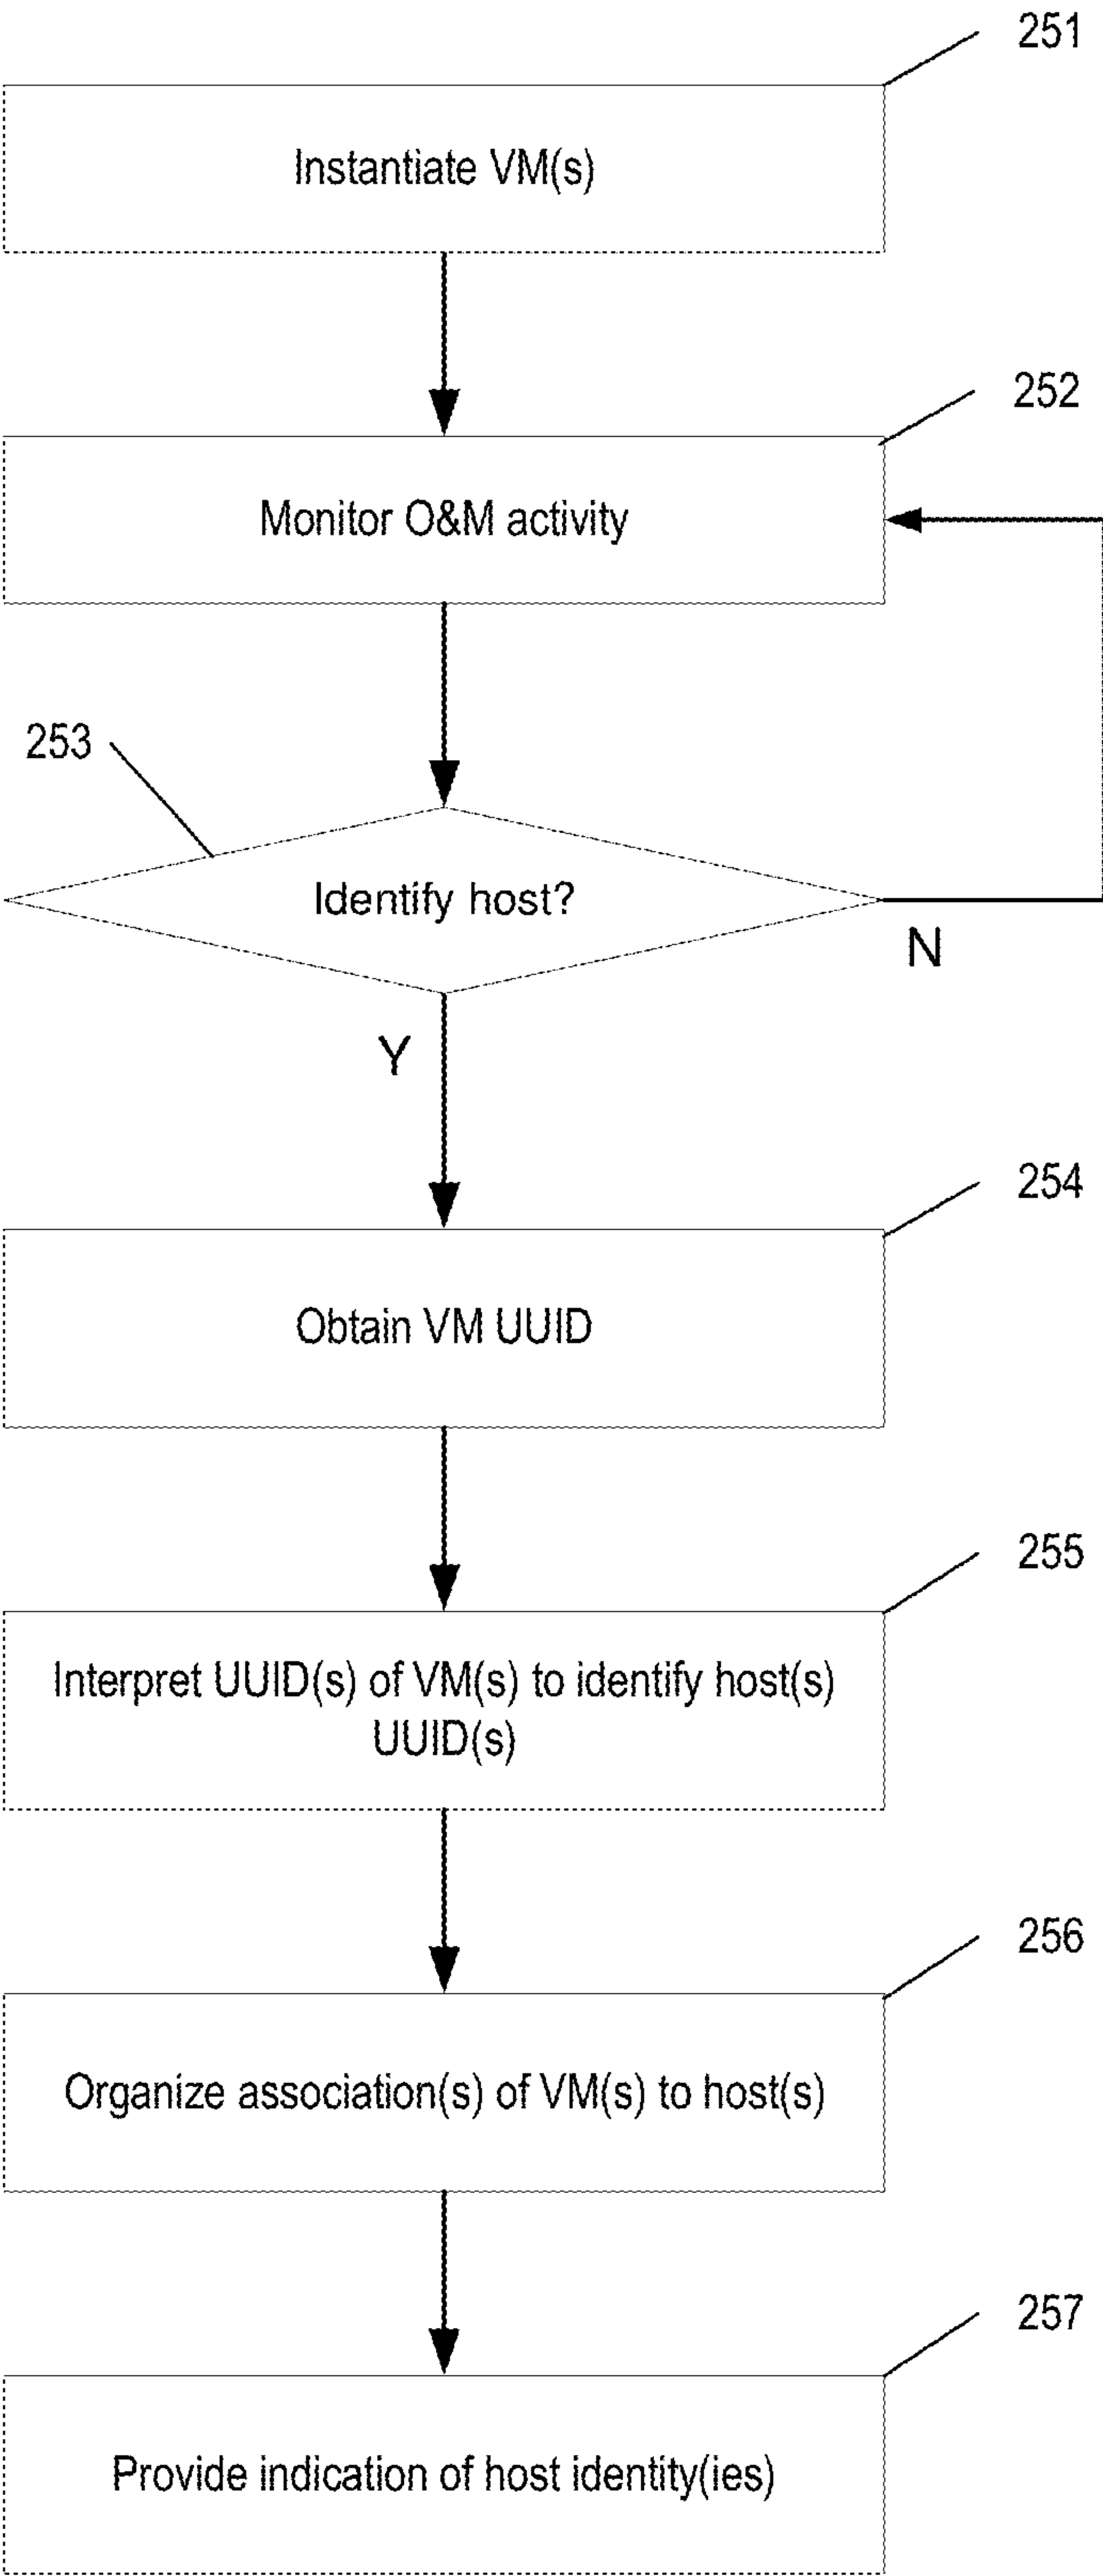 251
Instantiate VM(s)
252
Monitor O&M activity
253
Identify host?
N
Y
254
Obtain VM UUID
255
Interpret UUID(s) of VM(s) to identify host(s)
UUID(s)
256
Organize association(s) of VM(s) to host(s)
257
Provide indication of host identity(ies)